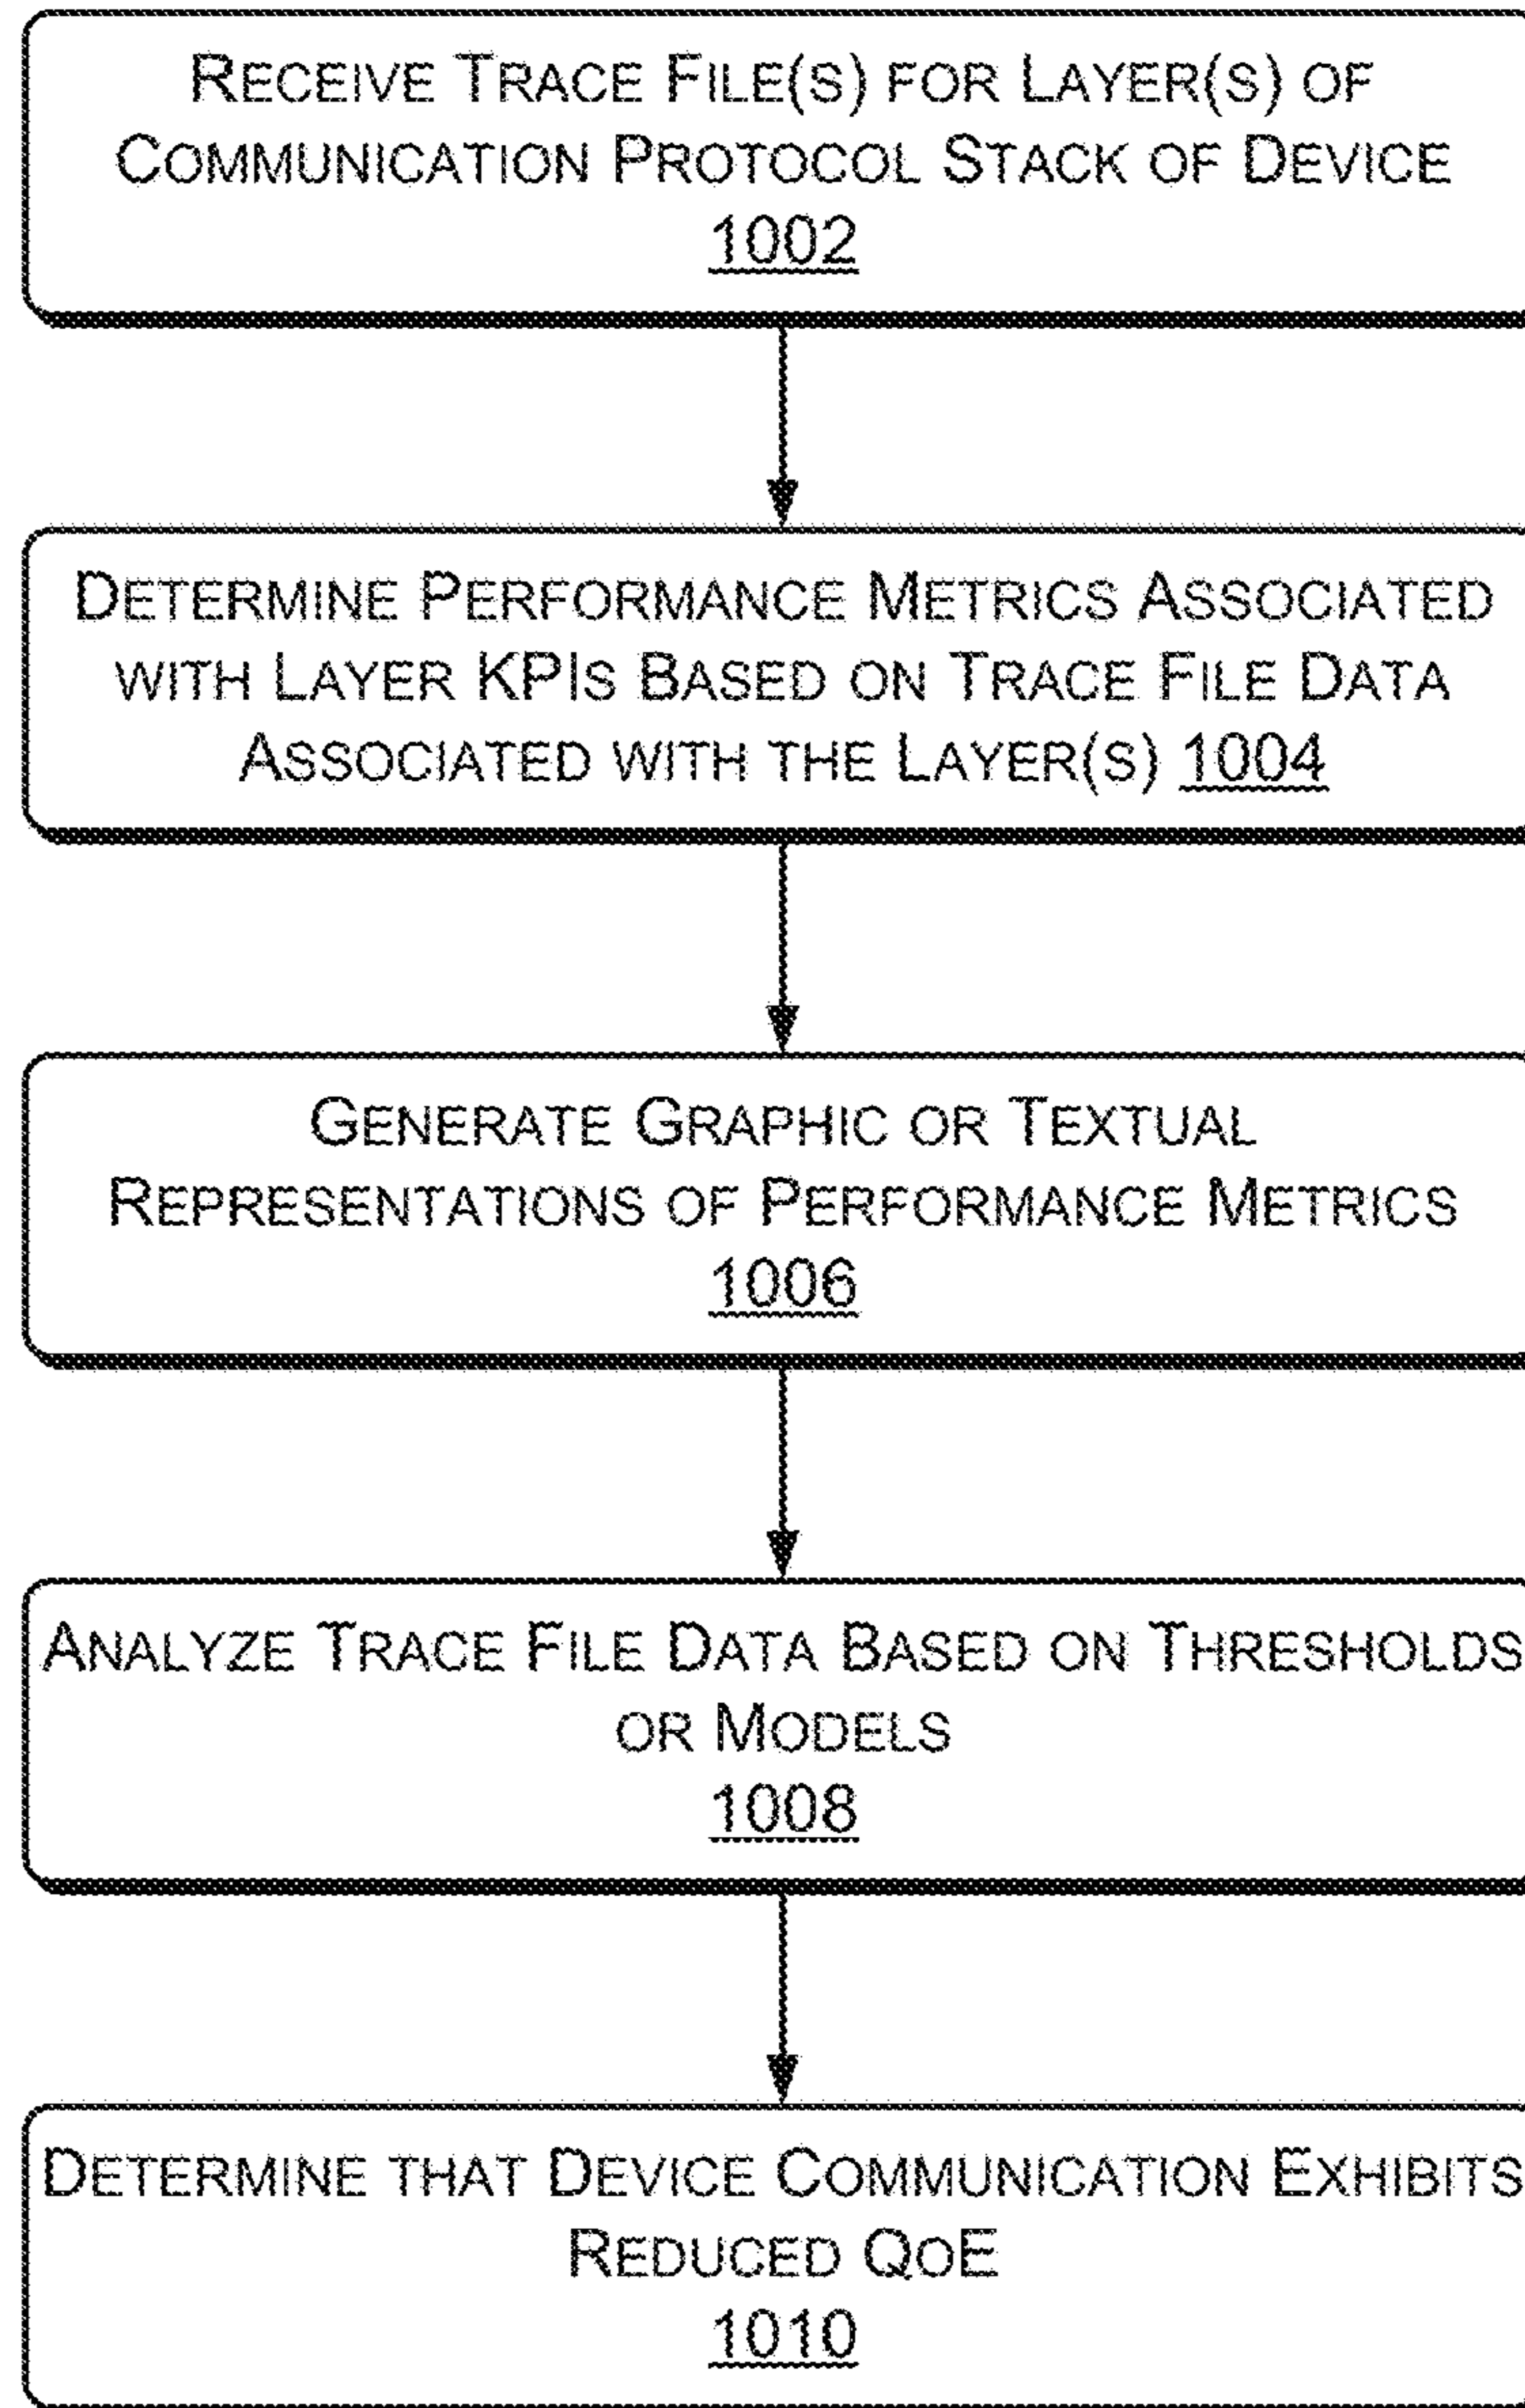 RECEIVE TRACE FILE(S) FOR LAYER(S) OF
COMMUNICATION PROTOCOL STACK OF DEVICE
1002
DETERMINE PERFORMANCE METRICS ASSOCIATED
WITH LAYER KPIS BASED ON TRACE FILE DATA
ASSOCIATED WITH THE LAYER(S) 1004
GENERATE GRAPHIC OR TEXTUAL
REPRESENTATIONS OF PERFORMANCE METRICS
1006
ANALYZE TRACE FILE DATA BASED ON THRESHOLDS
OR MODELS
1008
DETERMINE THAT DEVICE COMMUNICATION EXHIBITS
REDUCED QOE
1010